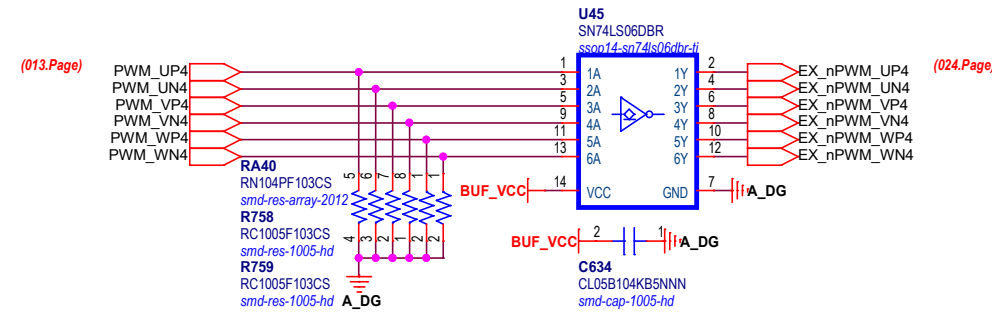 U45
SN74LS06DBR
ssop14-sn74ls06dbr-ti
(013.Page)
(024.Page)
PWM_UP4 1 1A 1Y 2 EX_nPWM_UP4
PWM_UN4 3 2A 2Y 4 EX_nPWM_UN4
PWM_VP4 5 3A 3Y 6 EX_nPWM_VP4
PWM_VN4 9 4A 4Y 8 EX_nPWM_VN4
PWM_WP4 11 5A 5Y 10 EX_nPWM_WP4
PWM_WN4 13 6A 6Y 12 EX_nPWM_WN4
RA40
RN104PF103CS
smd-res-array-2012
R758
RC1005F103CS
smd-res-1005-hd
R759
RC1005F103CS
smd-res-1005-hd
5 6 7 8 1 1
4 3 2 1 2 2
A_DG
BUF_VCC 14 VCC GND 7 A_DG
BUF_VCC 2 1 A_DG
C634
CL05B104KB5NNN
smd-cap-1005-hd